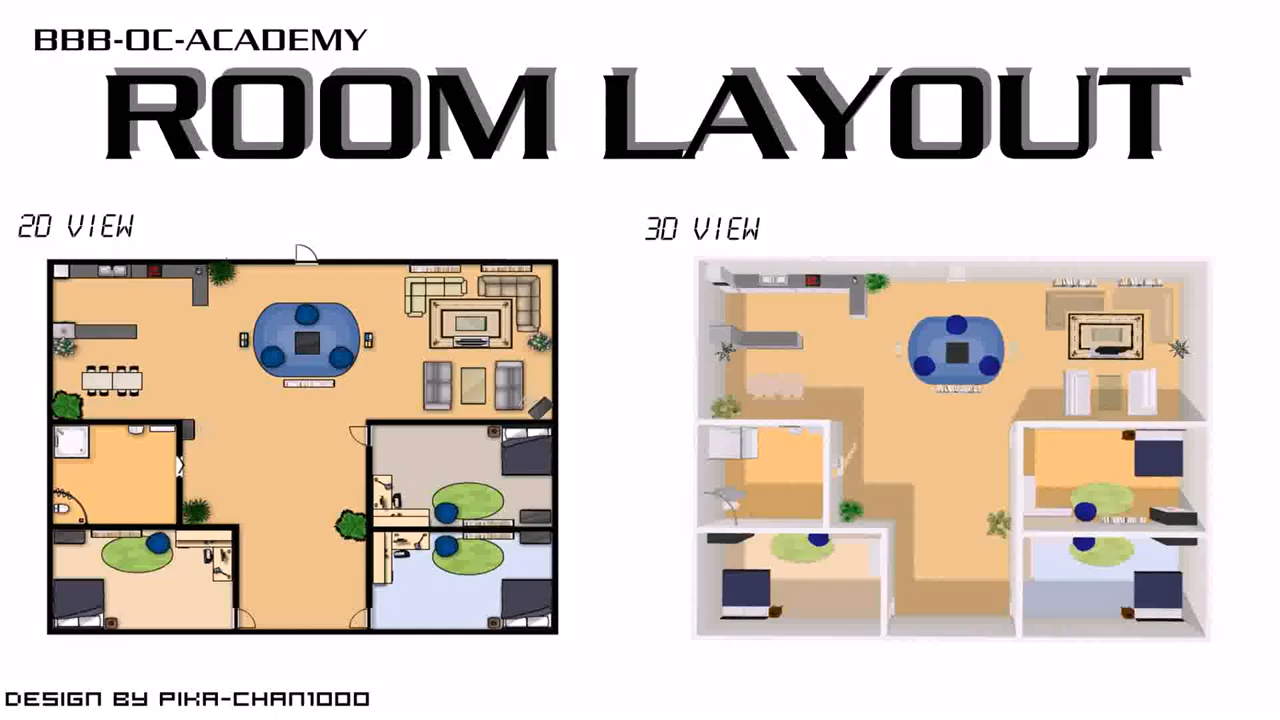 BBB-OC-ACADEMY
ROOM LAYOUT
2D VIEW
3D VIEW
DESIGN BY PIKA-CHAN1000